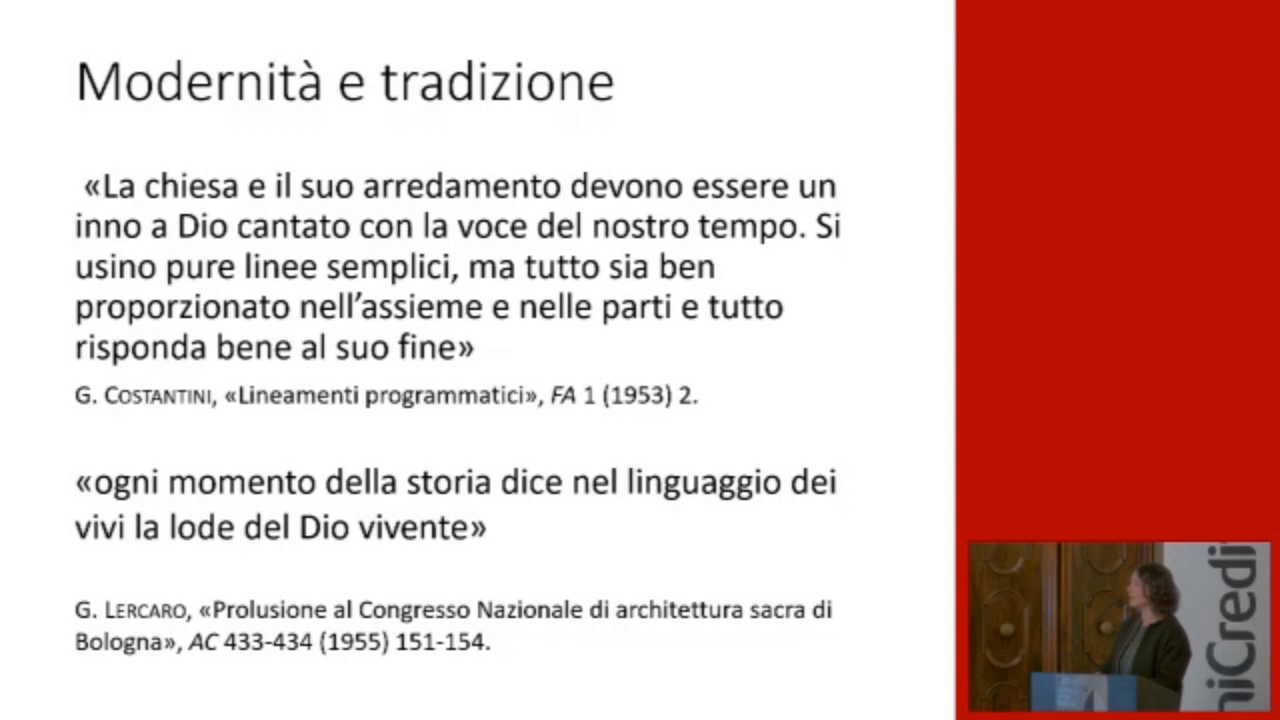 Modernità e tradizione
«La chiesa e il suo arredamento devono essere un
inno a Dio cantato con la voce del nostro tempo. Si
usino pure linee semplici, ma tutto sia ben
proporzionato nell’assieme e nelle parti e tutto
risponda bene al suo fine»
G. COSTANTINI, «Lineamenti programmatici», FA 1 (1953) 2.
«ogni momento della storia dice nel linguaggio dei
vivi la lode del Dio vivente»
G. LERCARO, «Prolusione al Congresso Nazionale di architettura sacra di
Bologna», AC 433-434 (1955) 151-154.
niCredi